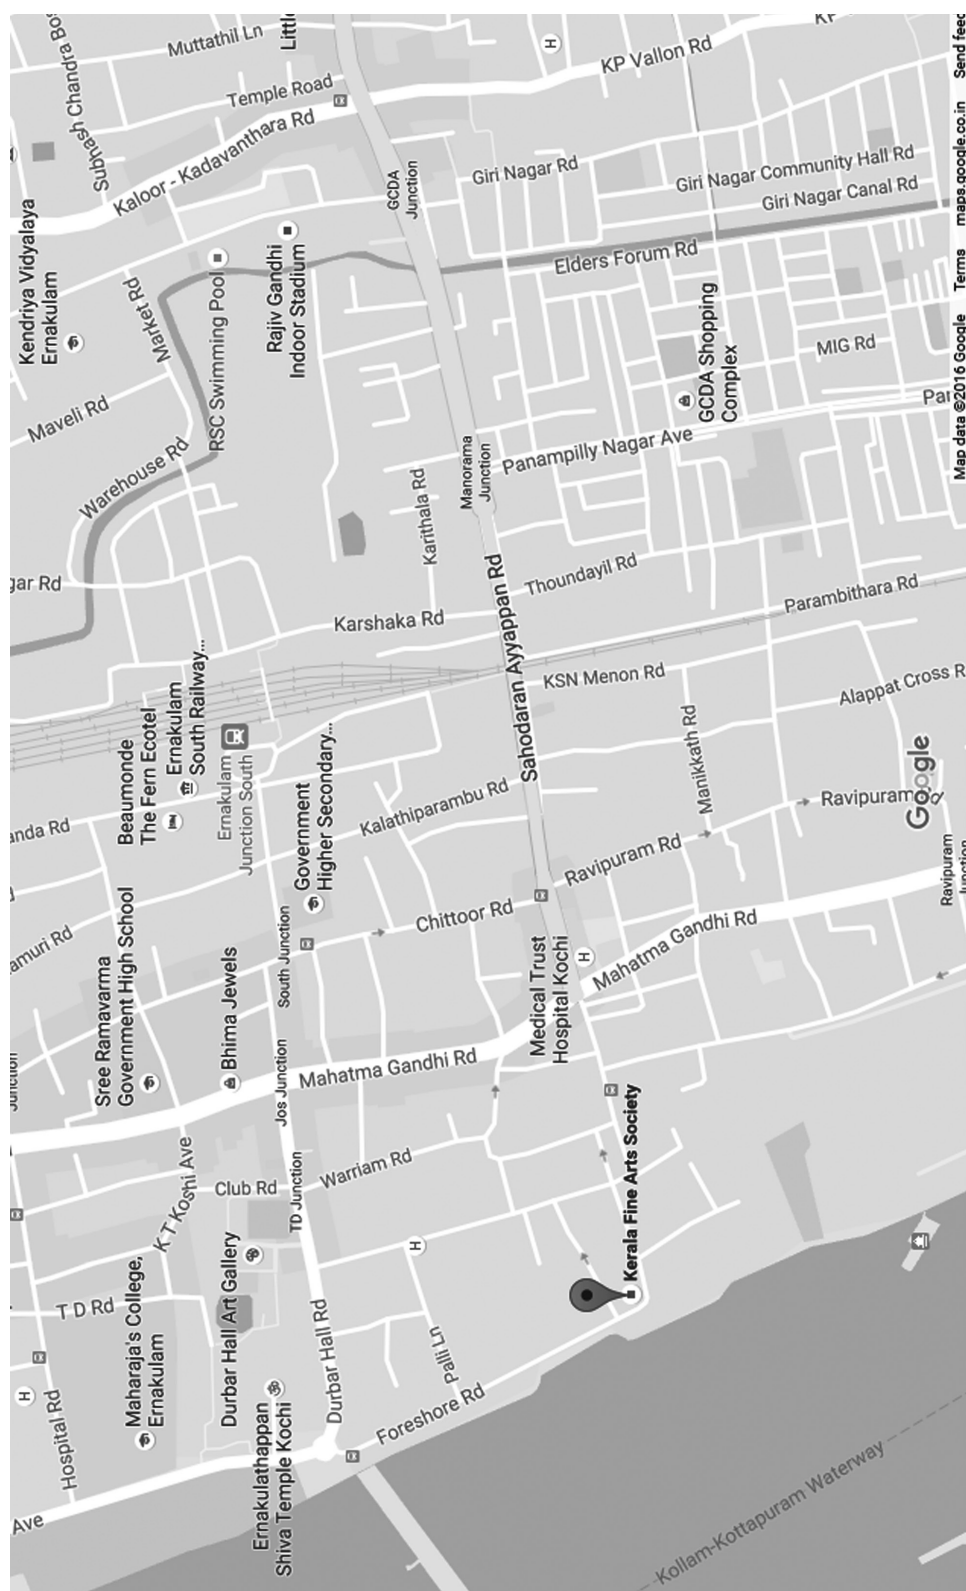 Muttathil Ln
Little
KP Vallon Rd
KP
Send feed
Subhash Chandra Bos
Temple Road
Kaloor - Kadavanthara Rd
GCDA
Junction
Giri Nagar Rd
Giri Nagar Community Hall Rd
Giri Nagar Canal Rd
maps.google.co.in
Kendriya Vidyalaya
Ernakulam
Market Rd
RSC Swimming Pool
Rajiv Gandhi
Indoor Stadium
Elders Forum Rd
Terms
GCDA Shopping
Complex
MIG Rd
Maveli Rd
Warehouse Rd
Manorama
Junction
Panampilly Nagar Ave
Map data ©2016 Google
Karithala Rd
gar Rd
Karshaka Rd
Thoundayil Rd
Parambithara Rd
Sahodaran Ayyappan Rd
KSN Menon Rd
Alappat Cross R
Manikkath Rd
Beaumonde
The Fern Ecotel
Ernakulam
South Railway...
Ernakulam
Junction South
Government
Higher Secondary...
Kalathiparambu Rd
Google
Ravipuram
anda Rd
Ravipuram Rd
Ravipuram
Junction
amuri Rd
Sree Ramavarma
Government High School
Bhima Jewels
South Junction
Chittoor Rd
Medical Trust
Hospital Kochi
Mahatma Gandhi Rd
Junction
Jos Junction
Mahatma Gandhi Rd
K T Koshi Ave
Club Rd
TD Junction
Warriam Rd
Kerala Fine Arts Society
T D Rd
Maharaja's College,
Ernakulam
Durbar Hall Art Gallery
Durbar Hall Rd
Palli Ln
Hospital Rd
Ernakulathappan
Shiva Temple Kochi
Foreshore Rd
Ave
Kollam-Kottapuram Waterway